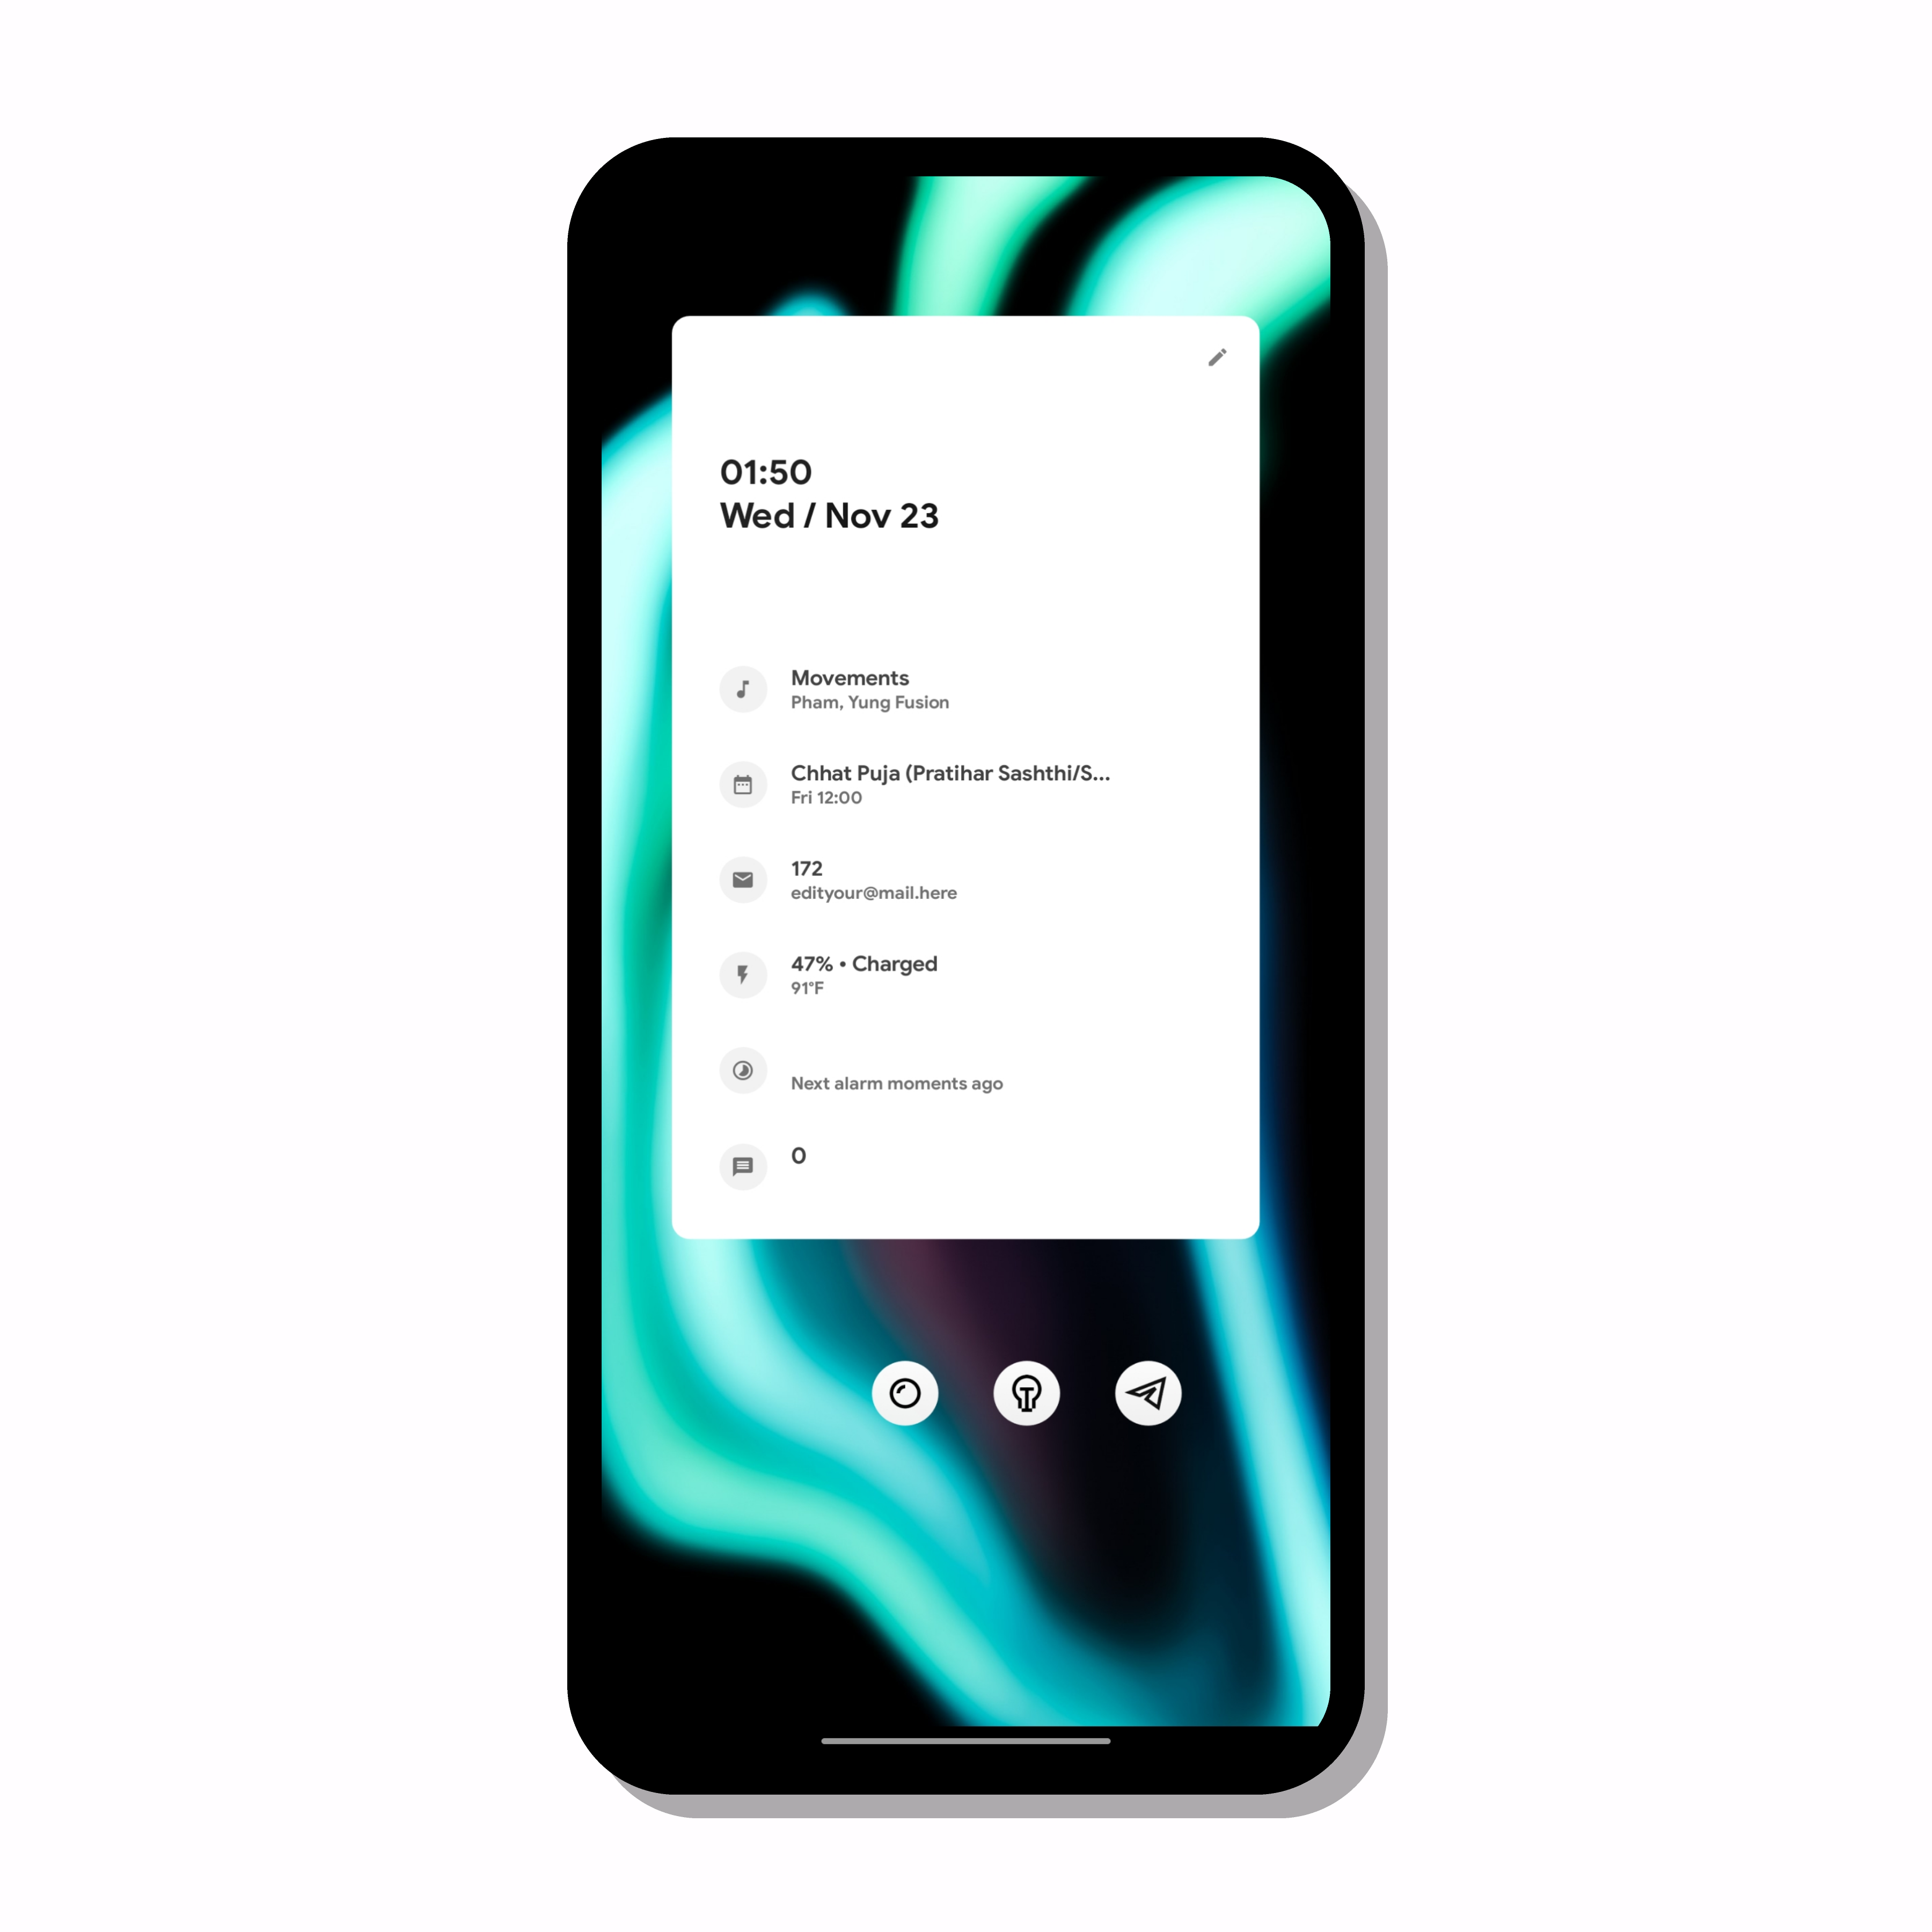 01:50
Wed / Nov 23
Movements
Pham, Yung Fusion
Chhat Puja (Pratihar Sashthi/S...
Fri 12:00
172
edityour@mail.here
47% • Charged
91°F
Next alarm moments ago
0